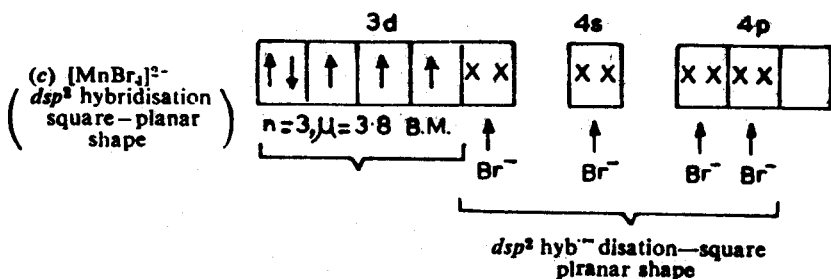 3d 4s 4p
(c) [MnBr₄]²⁻
dsp² hybridisation
square-planar
shape
X X X X X X X X
n=3, μ=3·8 B.M.
Br⁻ Br⁻ Br⁻ Br⁻
dsp² hyb⁻ disation—square
plranar shape